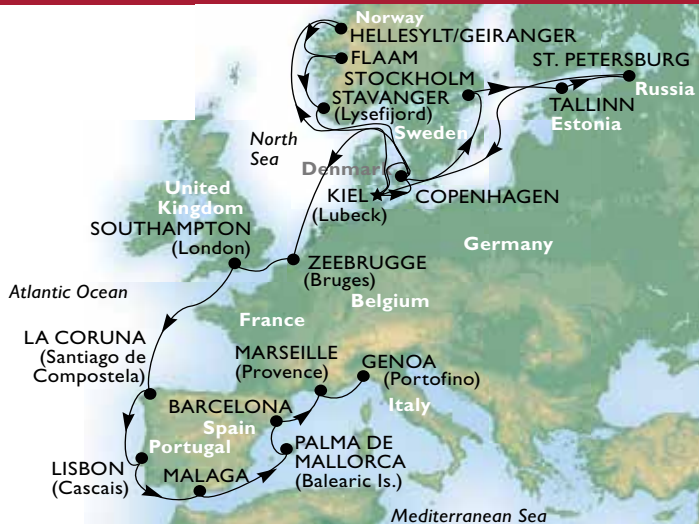 Norway
HELLESYLT/GEIRANGER
FLAAM
ST. PETERSBURG
STOCKHOLM
Russia
STAVANGER
(Lysefijord)
TALLINN
Estonia
North
Sea
Sweden
Denmark
United
Kingdom
KIEL
(Lubeck)
COPENHAGEN
SOUTHAMPTON
(London)
Germany
ZEEBRUGGE
(Bruges)
Atlantic Ocean
Belgium
France
LA CORUNA
(Santiago de
Compostela)
MARSEILLE
(Provence)
GENOA
(Portofino)
BARCELONA
Italy
Spain
Portugal
PALMA DE
MALLORCA
(Balearic Is.)
LISBON
(Cascais)
MALAGA
Mediterranean Sea